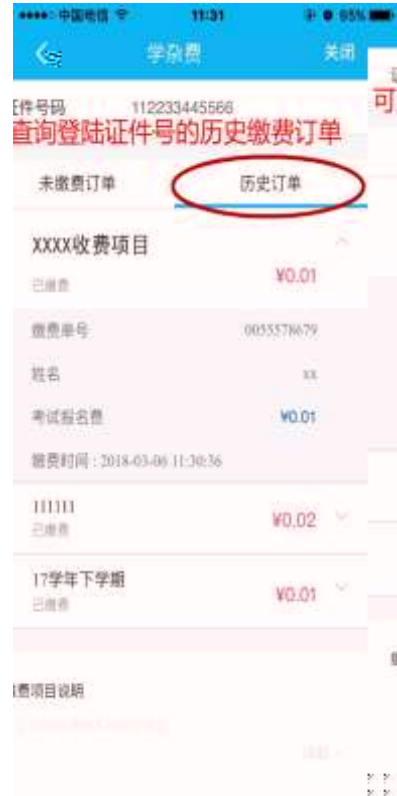 中国电信 11:31 65%
学杂费 关闭
证件号码 112233445566
查询登陆证件号的历史缴费订单
可
未缴费订单 历史订单
XXXX收费项目
已缴费 ¥0.01
缴费单号 0055578679
姓名 xx
考试报名费 ¥0.01
缴费时间：2018-03-06 11:30:36
111111
已缴费 ¥0.02
17学年下学期
已缴费 ¥0.01
费项目说明